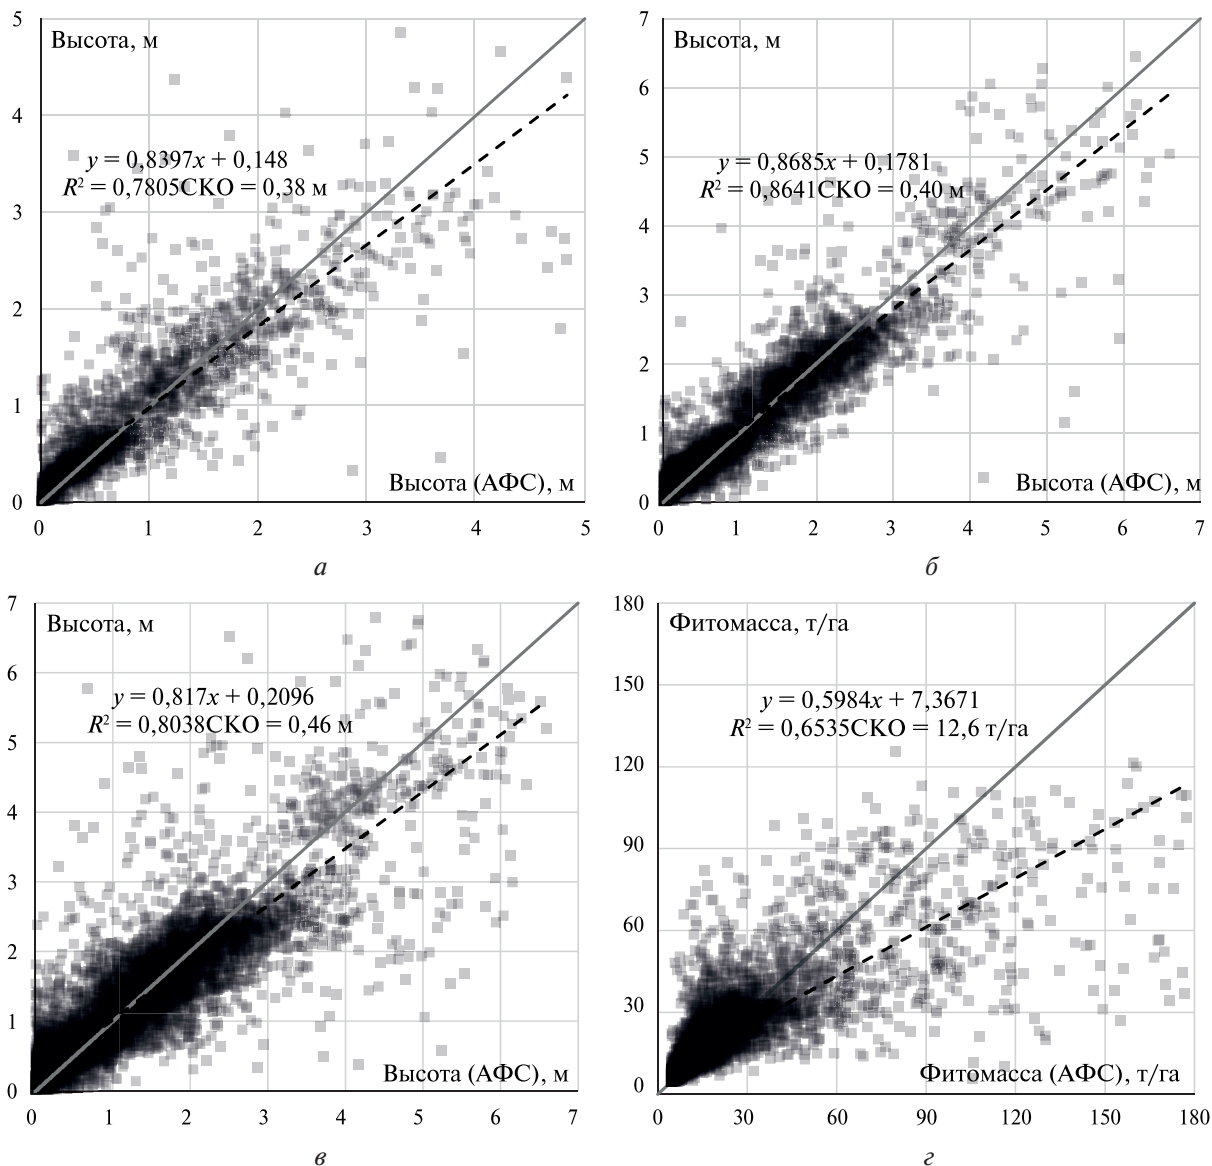 Высота, м
y = 0,8397x + 0,148
R² = 0,7805СКО = 0,38 м
5
4
3
2
1
0
Высота (АФС), м
0 1 2 3 4 5
а
Высота, м
y = 0,8685x + 0,1781
R² = 0,8641СКО = 0,40 м
7
6
5
4
3
2
1
0
Высота (АФС), м
0 1 2 3 4 5 6 7
б
Высота, м
y = 0,817x + 0,2096
R² = 0,8038СКО = 0,46 м
7
6
5
4
3
2
1
0
Высота (АФС), м
0 1 2 3 4 5 6 7
в
Фитомасса, т/га
y = 0,5984x + 7,3671
R² = 0,6535СКО = 12,6 т/га
180
150
120
90
60
30
0
Фитомасса (АФС), т/га
0 30 60 90 120 150 180
г